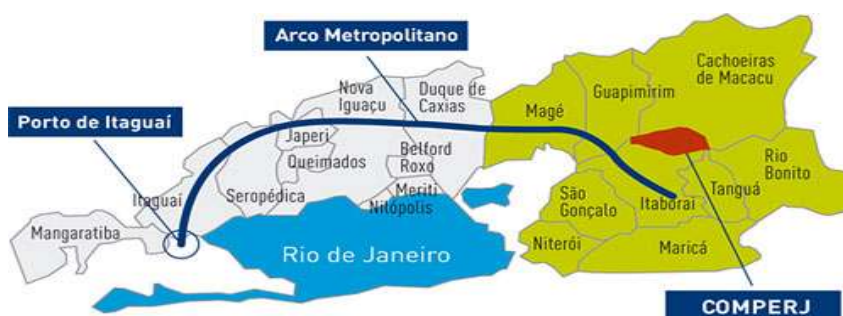 Arco Metropolitano
Porto de Itaguaí
Nova
Iguaçu
Duque de
Caxias
Magé
Guapimirim
Cachoeiras
de Macacu
Japeri
Queimados
Belford
Roxo
Meriti
Nilópolis
Itaguaí
Seropédica
Mangaratiba
Rio de Janeiro
São
Gonçalo
Niterói
Itaboraí
Tanguá
Rio
Bonito
Maricá
COMPERJ